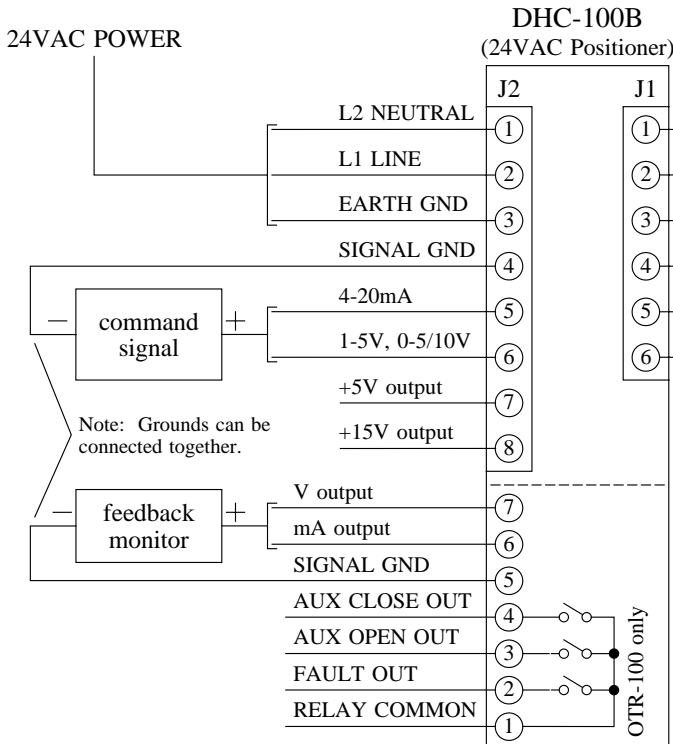 DHC-100B
(24VAC Positioner)
24VAC POWER
J2
J1
L2 NEUTRAL
1
1
L1 LINE
2
2
EARTH GND
3
3
SIGNAL GND
4
4
4-20mA
5
5
command
signal
− +
1-5V, 0-5/10V
6
6
+5V output
7
Note: Grounds can be
connected together.
+15V output
8
V output
7
feedback
monitor
− +
mA output
6
SIGNAL GND
5
AUX CLOSE OUT
4
AUX OPEN OUT
3
FAULT OUT
2
RELAY COMMON
1
OTR-100 only